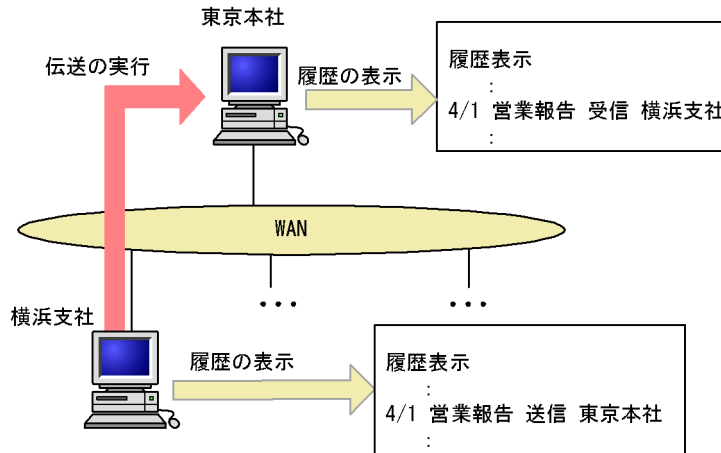 東京本社
伝送の実行
履歴の表示
履歴表示
:
4/1 営業報告 受信 横浜支社
:
WAN
...
...
横浜支社
履歴の表示
履歴表示
:
4/1 営業報告 送信 東京本社
: